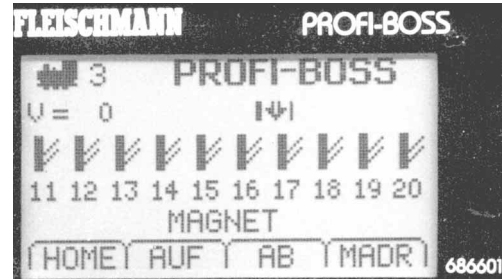 FLEISCHMANN PROFI-BOSS
3 PROFI-BOSS
V = 0
11 12 13 14 15 16 17 18 19 20
MAGNET
HOME AUF AB MADR
686601